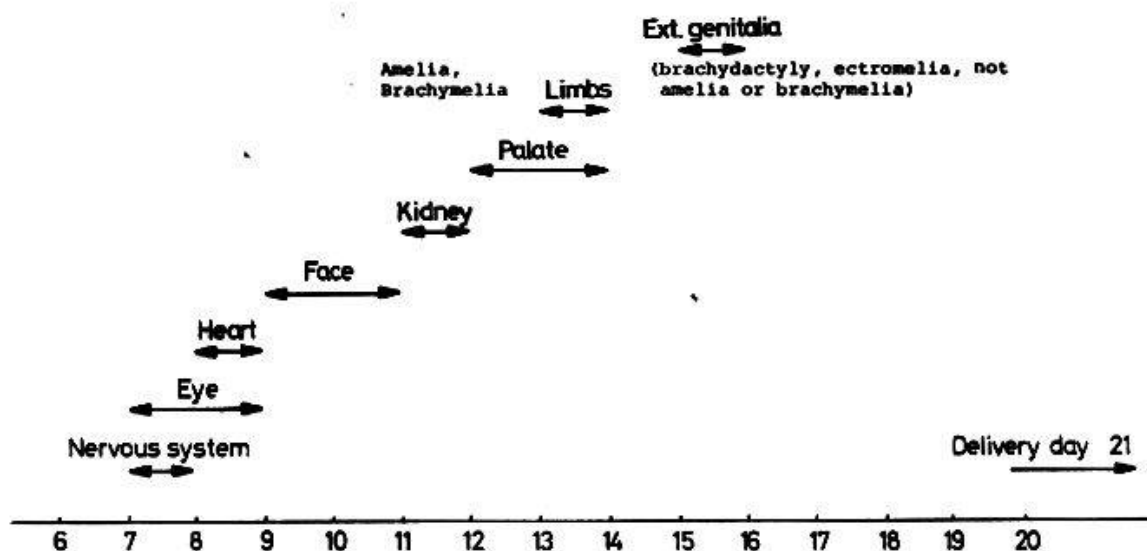 Ext. genitalia
Amelia,
Brachymelia
(brachydactyly, ectromelia, not
amelia or brachymelia)
Limbs
Palate
Kidney
Face
Heart
Eye
Nervous system
Delivery day 21
6 7 8 9 10 11 12 13 14 15 16 17 18 19 20